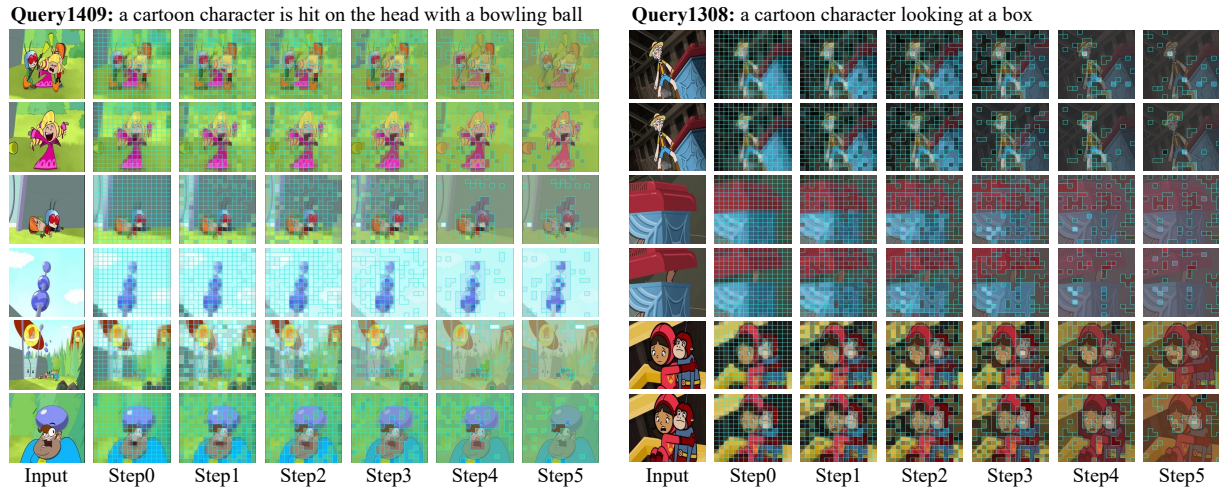 Query1409: a cartoon character is hit on the head with a bowling ball
Input Step0 Step1 Step2 Step3 Step4 Step5
Query1308: a cartoon character looking at a box
Input Step0 Step1 Step2 Step3 Step4 Step5